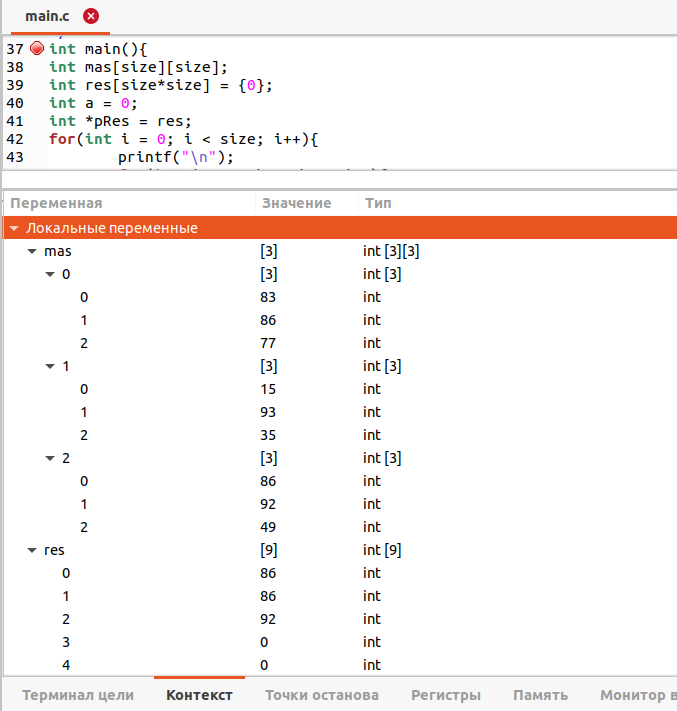 main.c
37 int main(){
38 int mas[size][size];
39 int res[size*size] = {0};
40 int a = 0;
41 int *pRes = res;
42 for(int i = 0; i < size; i++){
43 printf("\n");
Переменная Значение Тип
Локальные переменные
mas [3] int [3][3]
0 [3] int [3]
0 83 int
1 86 int
2 77 int
1 [3] int [3]
0 15 int
1 93 int
2 35 int
2 [3] int [3]
0 86 int
1 92 int
2 49 int
res [9] int [9]
0 86 int
1 86 int
2 92 int
3 0 int
4 0 int
Терминал цели Контекст Точки останова Регистры Память Монитор в